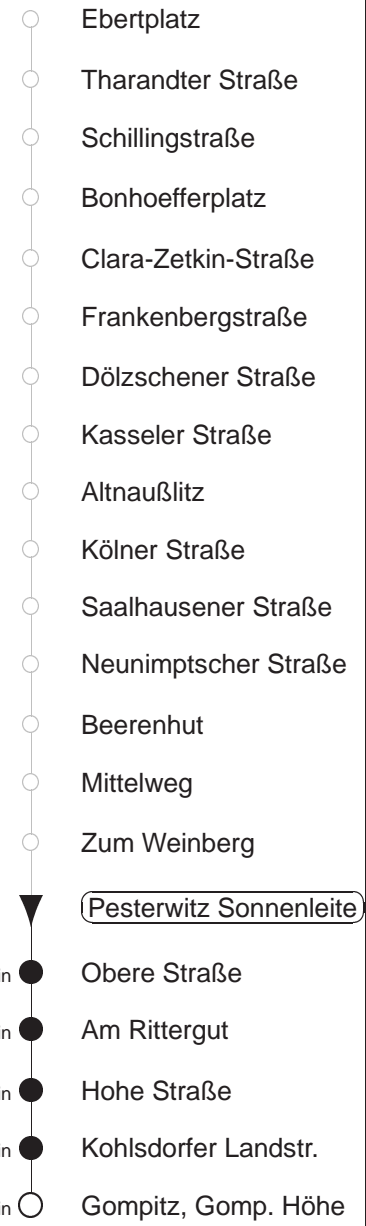 Ebertplatz
Tharandter Straße
Schillingstraße
Bonhoefferplatz
Clara-Zetkin-Straße
Frankenbergstraße
Dölzschener Straße
Kasseler Straße
Altnaußlitz
Kölner Straße
Saalhausener Straße
Neunimptscher Straße
Beerenhut
Mittelweg
Zum Weinberg
Pesterwitz Sonnenleite
Obere Straße
Am Rittergut
Hohe Straße
Kohlsdorfer Landstr.
Gompitz, Gomp. Höhe